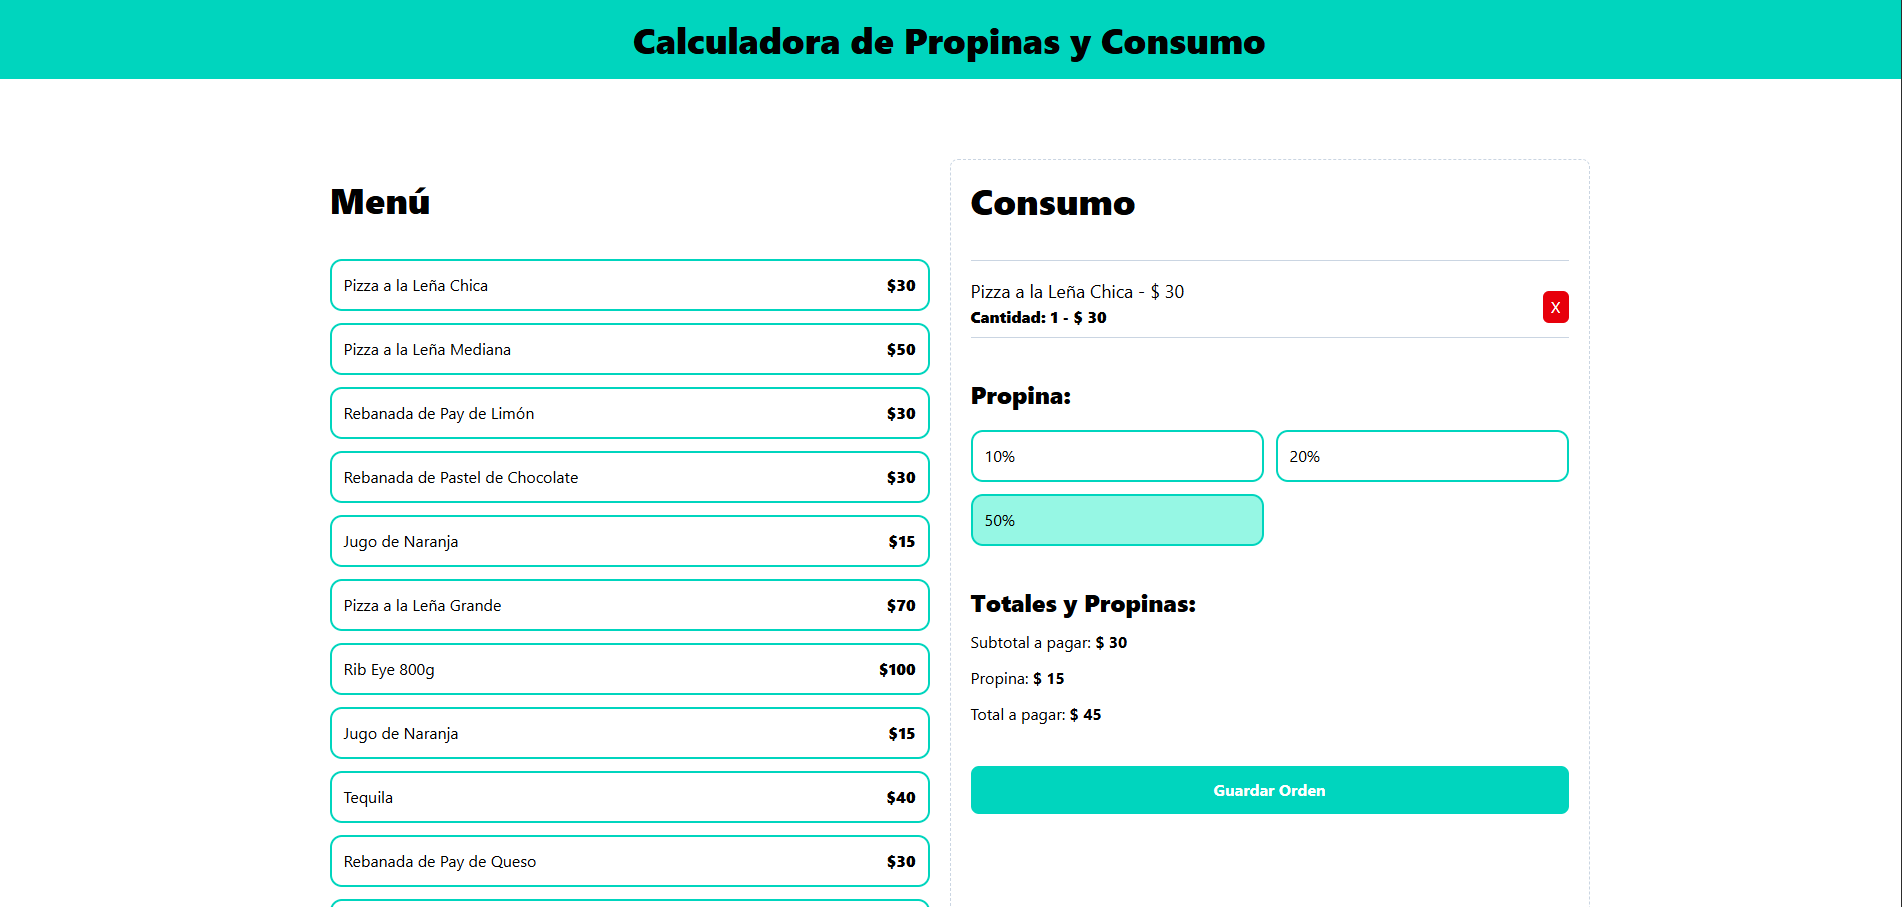 Calculadora de Propinas y Consumo
Menú
Pizza a la Leña Chica $30
Pizza a la Leña Mediana $50
Rebanada de Pay de Limón $30
Rebanada de Pastel de Chocolate $30
Jugo de Naranja $15
Pizza a la Leña Grande $70
Rib Eye 800g $100
Jugo de Naranja $15
Tequila $40
Rebanada de Pay de Queso $30
Consumo
Pizza a la Leña Chica - $ 30
Cantidad: 1 - $ 30
X
Propina:
10% 20%
50%
Totales y Propinas:
Subtotal a pagar: $ 30
Propina: $ 15
Total a pagar: $ 45
Guardar Orden